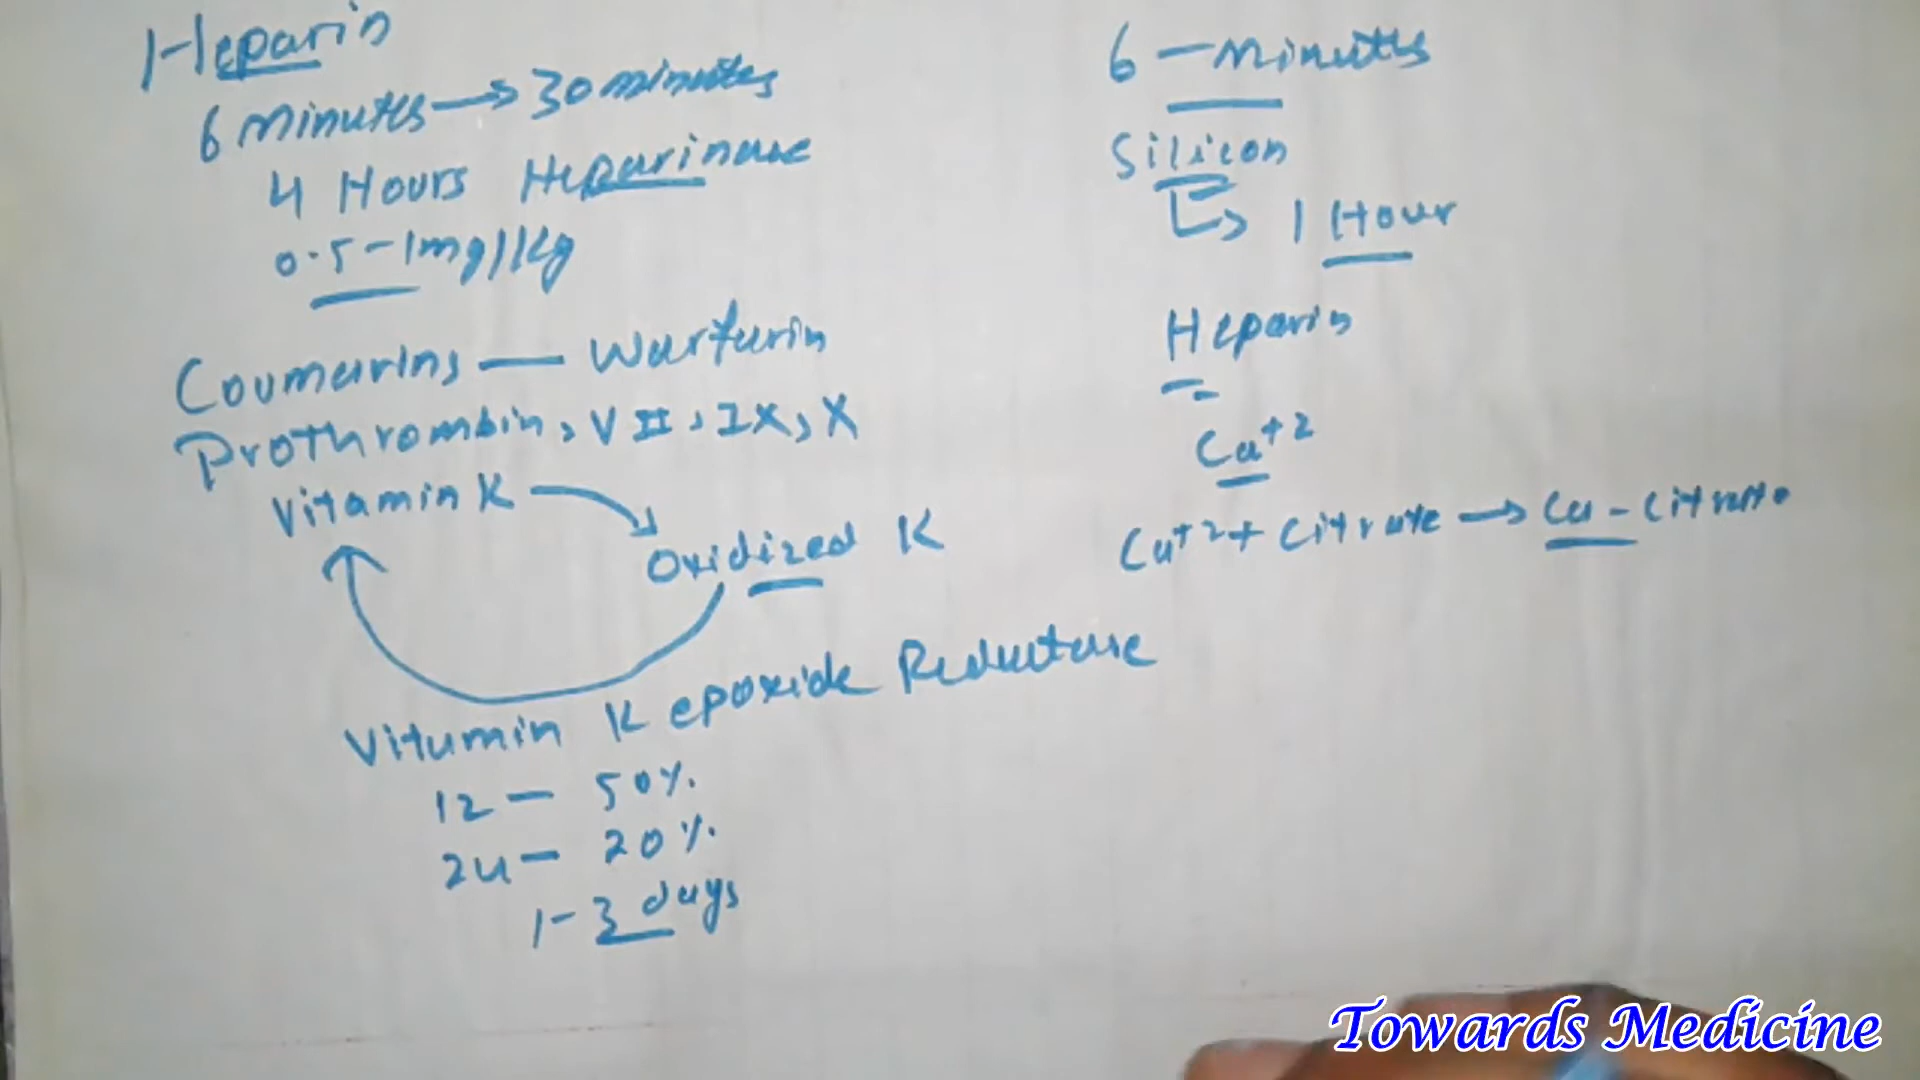 Heparin
6 Minutes → 30 minutes
4 Hours Heparinase
0.5 - 1mg/Kg
Coumarins — Warfarin
Prothrombin, VII, IX, X
Vitamin K →
Oxidized K
Vitamin K epoxide Reductase
12 — 50%
24 — 20%
1-3 days
6 — Minutes
Silicon
↳ 1 Hour
Heparin
Ca+2
Ca+2 + Citrate → Ca - Citrate
Towards Medicine